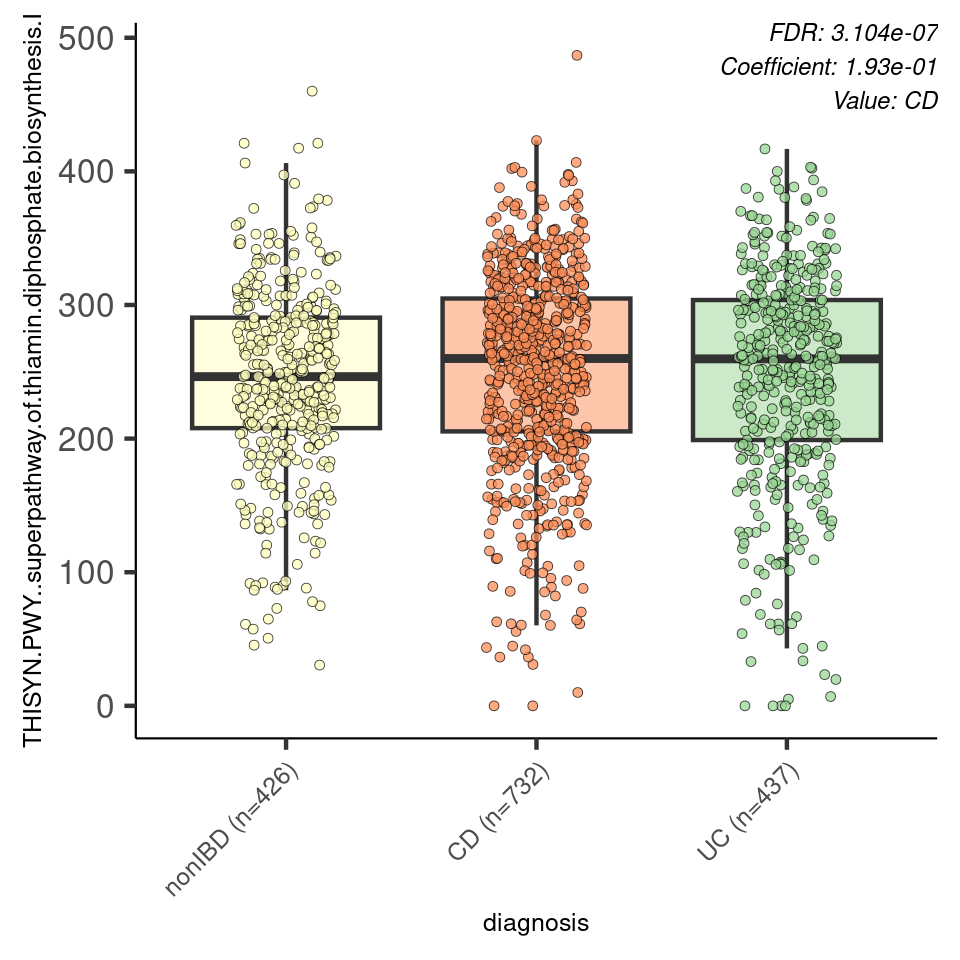 THISYN.PWY..superpathway.of.thiamin.diphosphate.biosynthesis.I
500
400
300
200
100
0
FDR: 3.104e-07
Coefficient: 1.93e-01
Value: CD
nonIBD (n=426)
CD (n=732)
UC (n=437)
diagnosis